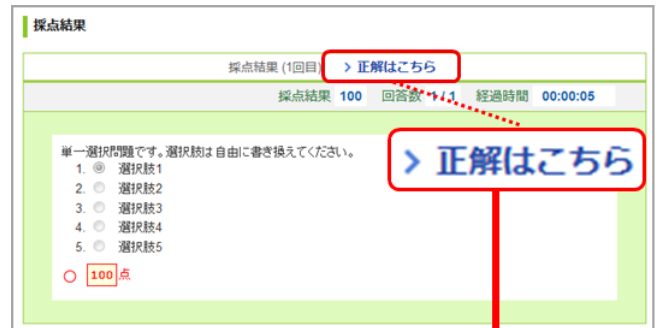 採点結果
採点結果 (1回目) > 正解はこちら
採点結果 100 回答数 1 / 1 経過時間 00:00:05
単一選択問題です。選択肢は自由に書き換えてください。
1. 選択肢1
2. 選択肢2
3. 選択肢3
4. 選択肢4
5. 選択肢5
○ 100 点
> 正解はこちら